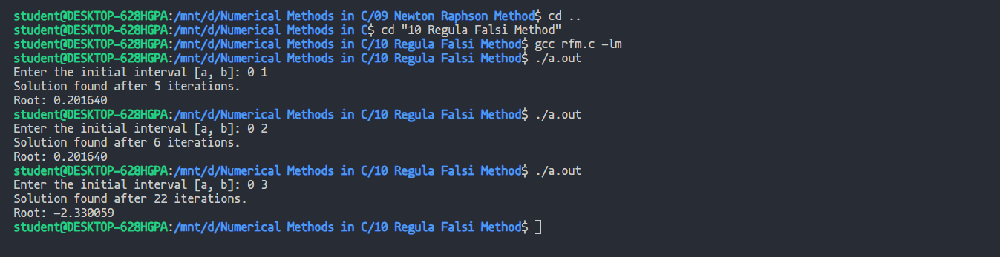 student@DESKTOP-628HGPA:/mnt/d/Numerical Methods in C/09 Newton Raphson Method$ cd ..
student@DESKTOP-628HGPA:/mnt/d/Numerical Methods in C$ cd "10 Regula Falsi Method"
student@DESKTOP-628HGPA:/mnt/d/Numerical Methods in C/10 Regula Falsi Method$ gcc rfm.c -lm
student@DESKTOP-628HGPA:/mnt/d/Numerical Methods in C/10 Regula Falsi Method$ ./a.out
Enter the initial interval [a, b]: 0 1
Solution found after 5 iterations.
Root: 0.201640
student@DESKTOP-628HGPA:/mnt/d/Numerical Methods in C/10 Regula Falsi Method$ ./a.out
Enter the initial interval [a, b]: 0 2
Solution found after 6 iterations.
Root: 0.201640
student@DESKTOP-628HGPA:/mnt/d/Numerical Methods in C/10 Regula Falsi Method$ ./a.out
Enter the initial interval [a, b]: 0 3
Solution found after 22 iterations.
Root: -2.330059
student@DESKTOP-628HGPA:/mnt/d/Numerical Methods in C/10 Regula Falsi Method$